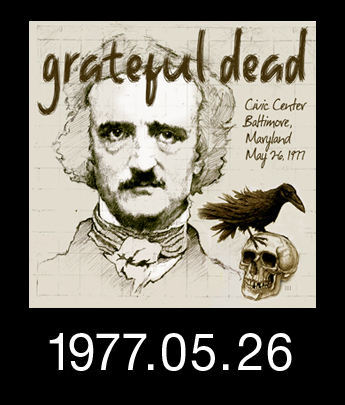 grateful dead
Civic Center
Baltimore,
Maryland
May 26, 1977
1977.05.26